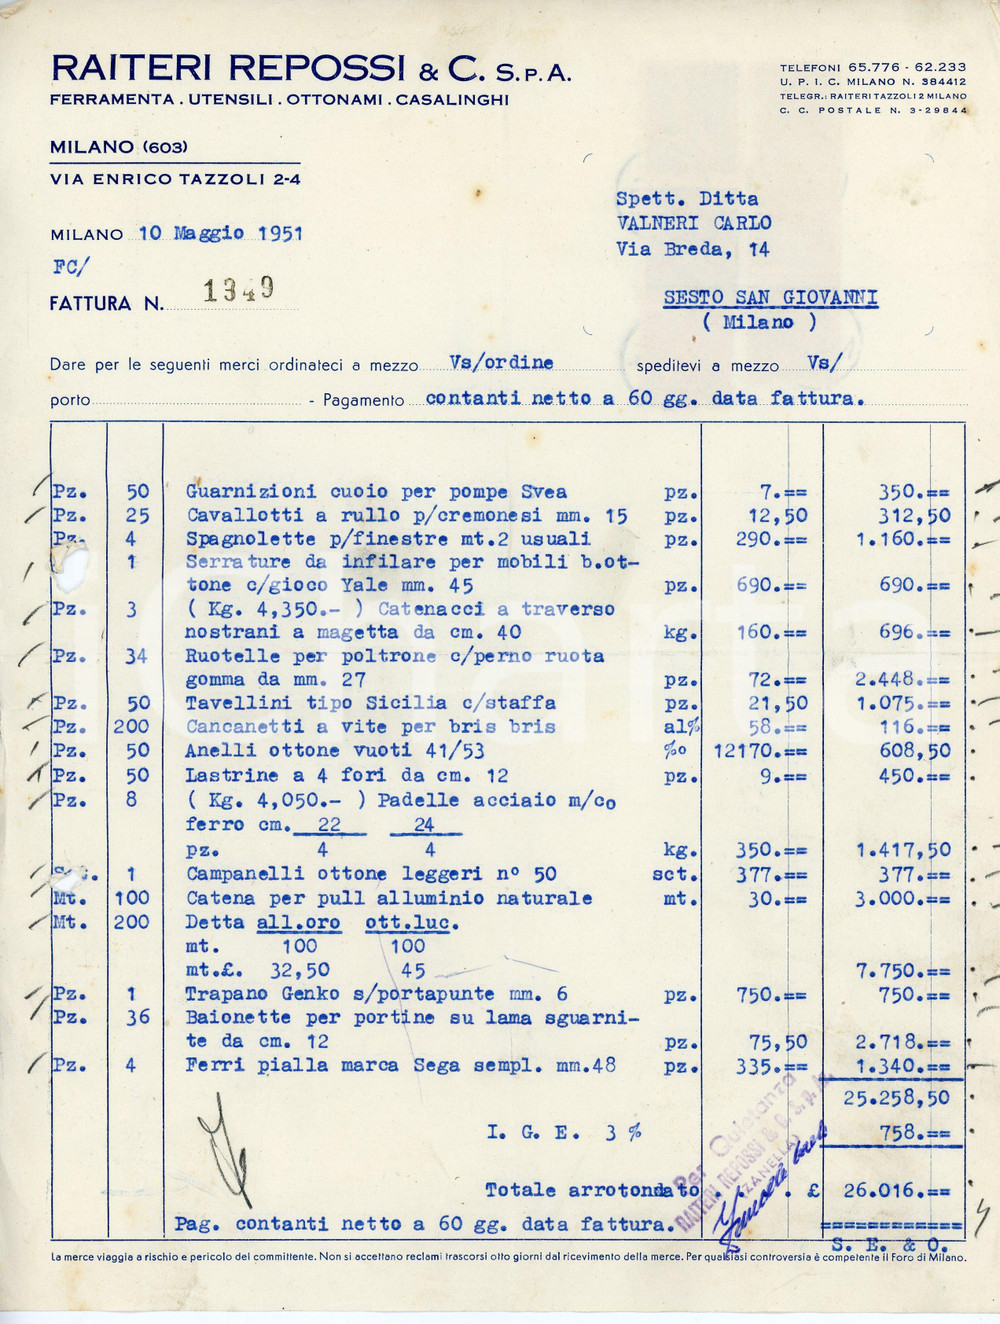 RAITERI REPOSSI & C. S.P.A.
FERRAMENTA . UTENSILI . OTTONAMI . CASALINGHI
TELEFONI 65.776 - 62.233
U. P. I. C. MILANO N. 384412
TELEGR.: RAITERI TAZZOLI 2 MILANO
C. C. POSTALE N. 3-29844
MILANO (603)
VIA ENRICO TAZZOLI 2-4
Spett. Ditta
VALNERI CARLO
Via Breda, 14
SESTO SAN GIOVANNI
( Milano )
MILANO 10 Maggio 1951
FC/
FATTURA N. 1349
Dare per le seguenti merci ordinateci a mezzo Vs/ordine speditevi a mezzo Vs/
porto - Pagamento contanti netto a 60 gg. data fattura.
Pz. 50 Guarnizioni cuoio per pompe Svea pz. 7.== 350.==
Pz. 25 Cavallotti a rullo p/cremonesi mm. 15 pz. 12,50 312,50
Pz. 4 Spagnolette p/finestre mt.2 usuali pz. 290.== 1.160.==
1 Serrature da infilare per mobili b.ot-
tone c/gioco Yale mm. 45 pz. 690.== 690.==
Pz. 3 ( Kg. 4,350.- ) Catenacci a traverso
nostrani a magetta da cm. 40 kg. 160.== 696.==
Pz. 34 Ruotelle per poltrone c/perno ruota
gomma da mm. 27 pz. 72.== 2.448.==
Pz. 50 Tavellini tipo Sicilia c/staffa pz. 21,50 1.075.==
Pz. 200 Cancanetti a vite per bris bris al% 58.== 116.==
Pz. 50 Anelli ottone vuoti 41/53 %o 12170.== 608,50
Pz. 50 Lastrine a 4 fori da cm. 12 pz. 9.== 450.==
Pz. 8 ( Kg. 4,050.- ) Padelle acciaio m/co
ferro cm. 22 24
pz. 4 4 kg. 350.== 1.417,50
1 Campanelli ottone leggeri nº 50 sct. 377.== 377.==
Mt. 100 Catena per pull alluminio naturale mt. 30.== 3.000.==
Mt. 200 Detta all.oro ott.luc.
mt. 100 100
mt.£. 32,50 45 7.750.==
Pz. 1 Trapano Genko s/portapunte mm. 6 pz. 750.== 750.==
Pz. 36 Baionette per portine su lama sguarni-
te da cm. 12 pz. 75,50 2.718.==
Pz. 4 Ferri pialla marca Sega sempl. mm.48 pz. 335.== 1.340.==
25.258,50
I. G. E. 3 % 758.==
Per Quietanza
RAITERI REPOSSI & C. S.p.A.
(ZANELLA)
Totale arrotondato . . £ 26.016.==
Pag. contanti netto a 60 gg. data fattura. ============
S. E. & O.
La merce viaggia a rischio e pericolo del committente. Non si accettano reclami trascorsi otto giorni dal ricevimento della merce. Per qualsiasi controversia è competente il Foro di Milano.